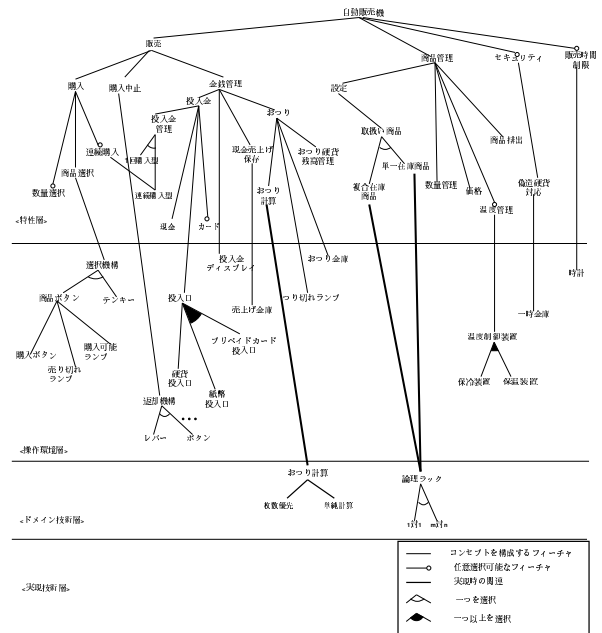 自動販売機
販売
商品管理
セキュリティ
販売時間
制限
購入
購入中止
金銭管理
設定
投入金
投入金
管理
おつり
取扱い商品
商品排出
連続購入
1回購入型
現金売上げ
保存
おつり硬貨
残高管理
商品選択
単一在庫商品
数量選択
連続購入型
おつり
計算
複合在庫
商品
数量管理
価格
偽造硬貨
対応
温度管理
<特性層>
現金
カード
選択機構
投入金
ディスプレイ
おつり金庫
時計
商品ボタン
テンキー
投入口
売上げ金庫
つり切れランプ
一時金庫
プリペイドカード
投入口
温度制御装置
購入ボタン
購入可能
ランプ
売り切れ
ランプ
硬貨
投入口
保冷装置
保温装置
紙幣
投入口
返却機構
•••
レバー
ボタン
<操作環境層>
おつり計算
論理ラック
枚数優先
単純計算
<ドメイン技術層>
1対1
m対n
コンセプトを構成するフィーチャ
任意選択可能なフィーチャ
実現時の関連
<実現技術層>
一つを選択
一つ以上を選択